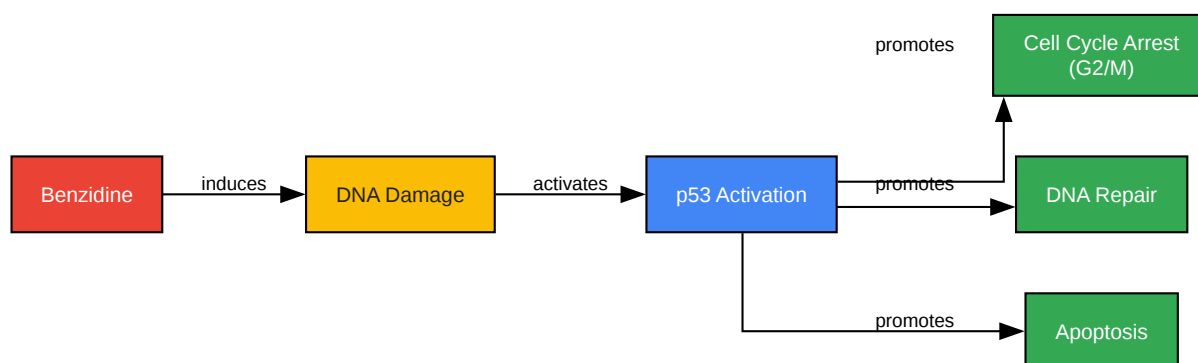 promotes
Cell Cycle Arrest
(G2/M)
Benzidine
induces
DNA Damage
activates
p53 Activation
promotes
DNA Repair
promotes
Apoptosis